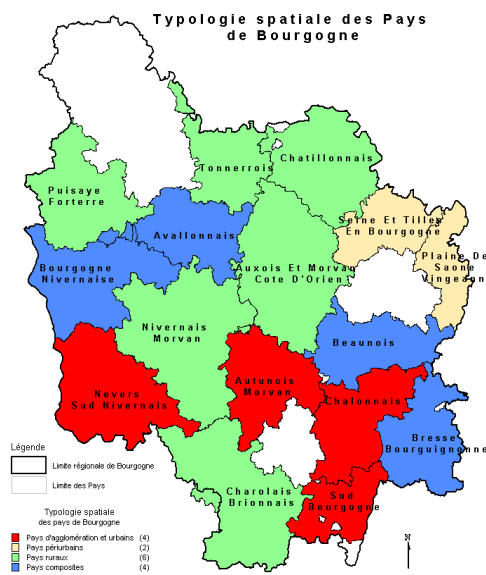 Typologie spatiale des Pays
de Bourgogne
Tonnerrois
Chatillonnais
Puisaye
Forterre
Seine Et Tilles
En Bourgogne
Avallonnais
Plaine De
Saone
Vingeanne
Bourgogne
Nivernaise
Auxois Et Morvan
Cote D'Orien
Nivernais
Morvan
Beaunois
Autunois
Morvan
Nevers
Sud Nivernais
Chalonnais
Bresse
Bourguignonne
Charolais
Brionnais
Sud
Bourgogne
Légende
Limite régionale de Bourgogne
Limite des Pays
Typologie spatiale
des pays de Bourgogne
Pays d'agglomération et urbains (4)
Pays périurbains (2)
Pays ruraux (6)
Pays composites (4)
N